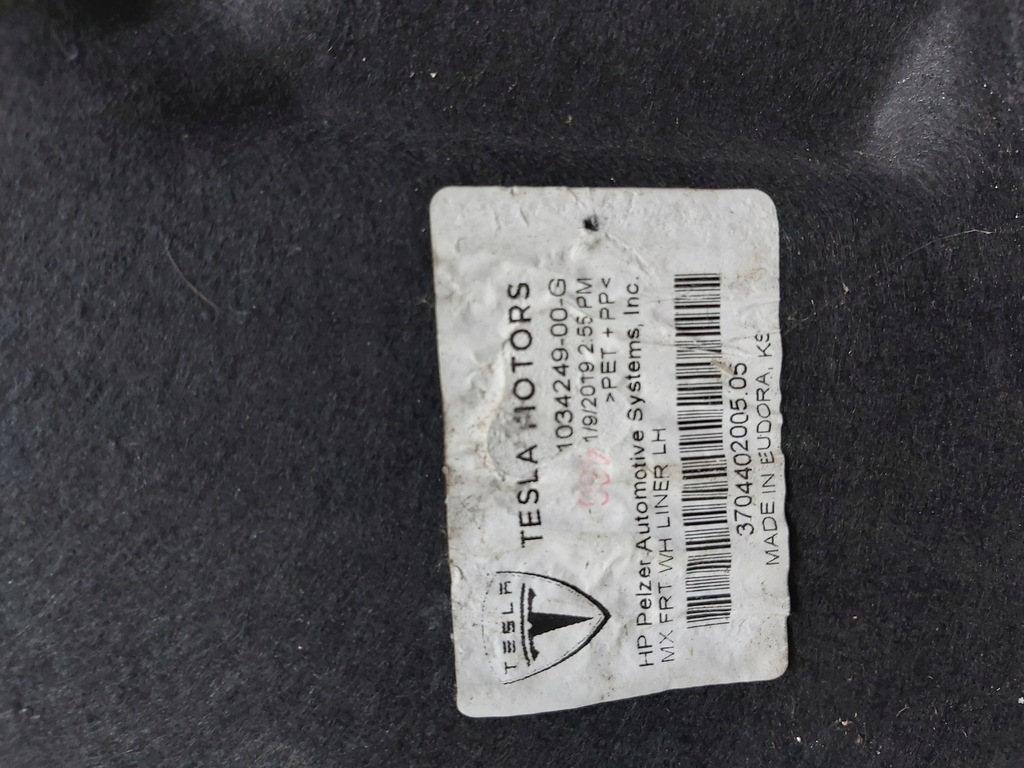 TESLA
TESLA MOTORS
1034249-00-G
1/9/2019 2:55 PM
>PET + PP<
HP Pelzer Automotive Systems, Inc.
MX FRT WH LINER LH
3704402005.05
MADE IN EUDORA, KS